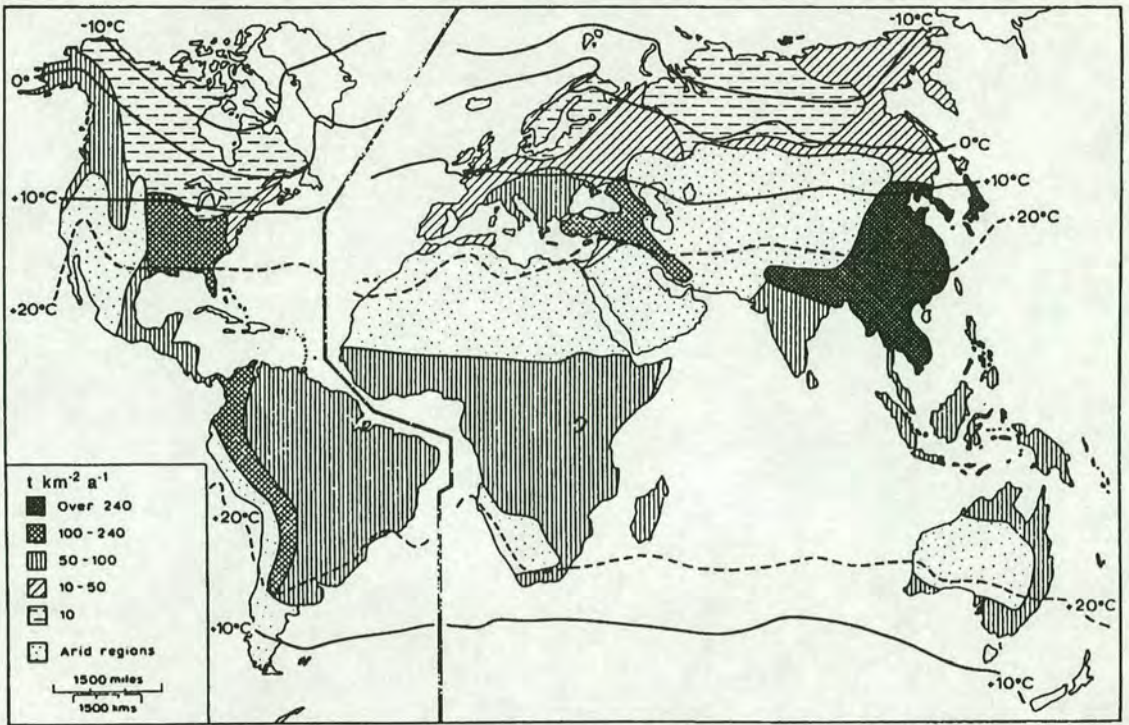 -10°C
-10°C
0°
0°C
+10°C
+10°C
+20°C
+20°C
t km-2 a-1
Over 240
100-240
50-100
10-50
10
Arid regions
1500 miles
1500 kms
+20°C
+10°C
+20°C
+10°C